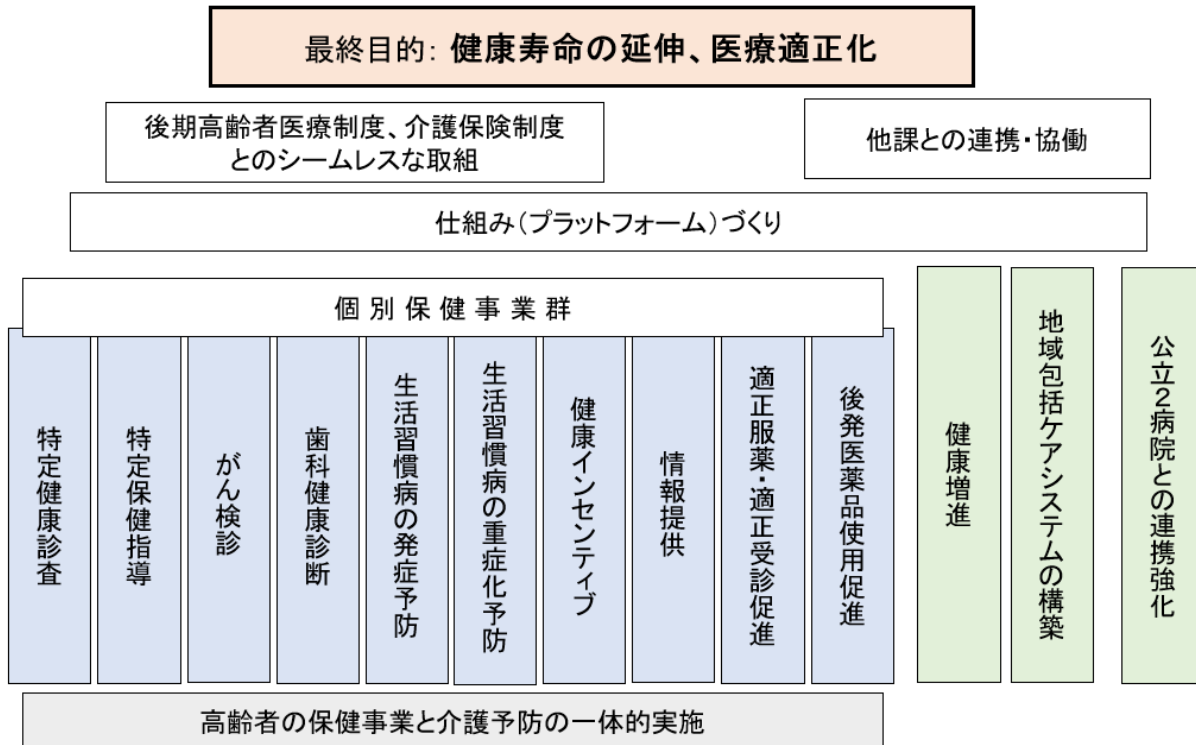 最終目的: 健康寿命の延伸、医療適正化
後期高齢者医療制度、介護保険制度
とのシームレスな取組
他課との連携・協働
仕組み(プラットフォーム)づくり
個別保健事業群
特定健康診査
特定保健指導
がん検診
歯科健康診断
生活習慣病の発症予防
生活習慣病の重症化予防
健康インセンティブ
情報提供
適正服薬・適正受診促進
後発医薬品使用促進
健康増進
地域包括ケアシステムの構築
公立2病院との連携強化
高齢者の保健事業と介護予防の一体的実施